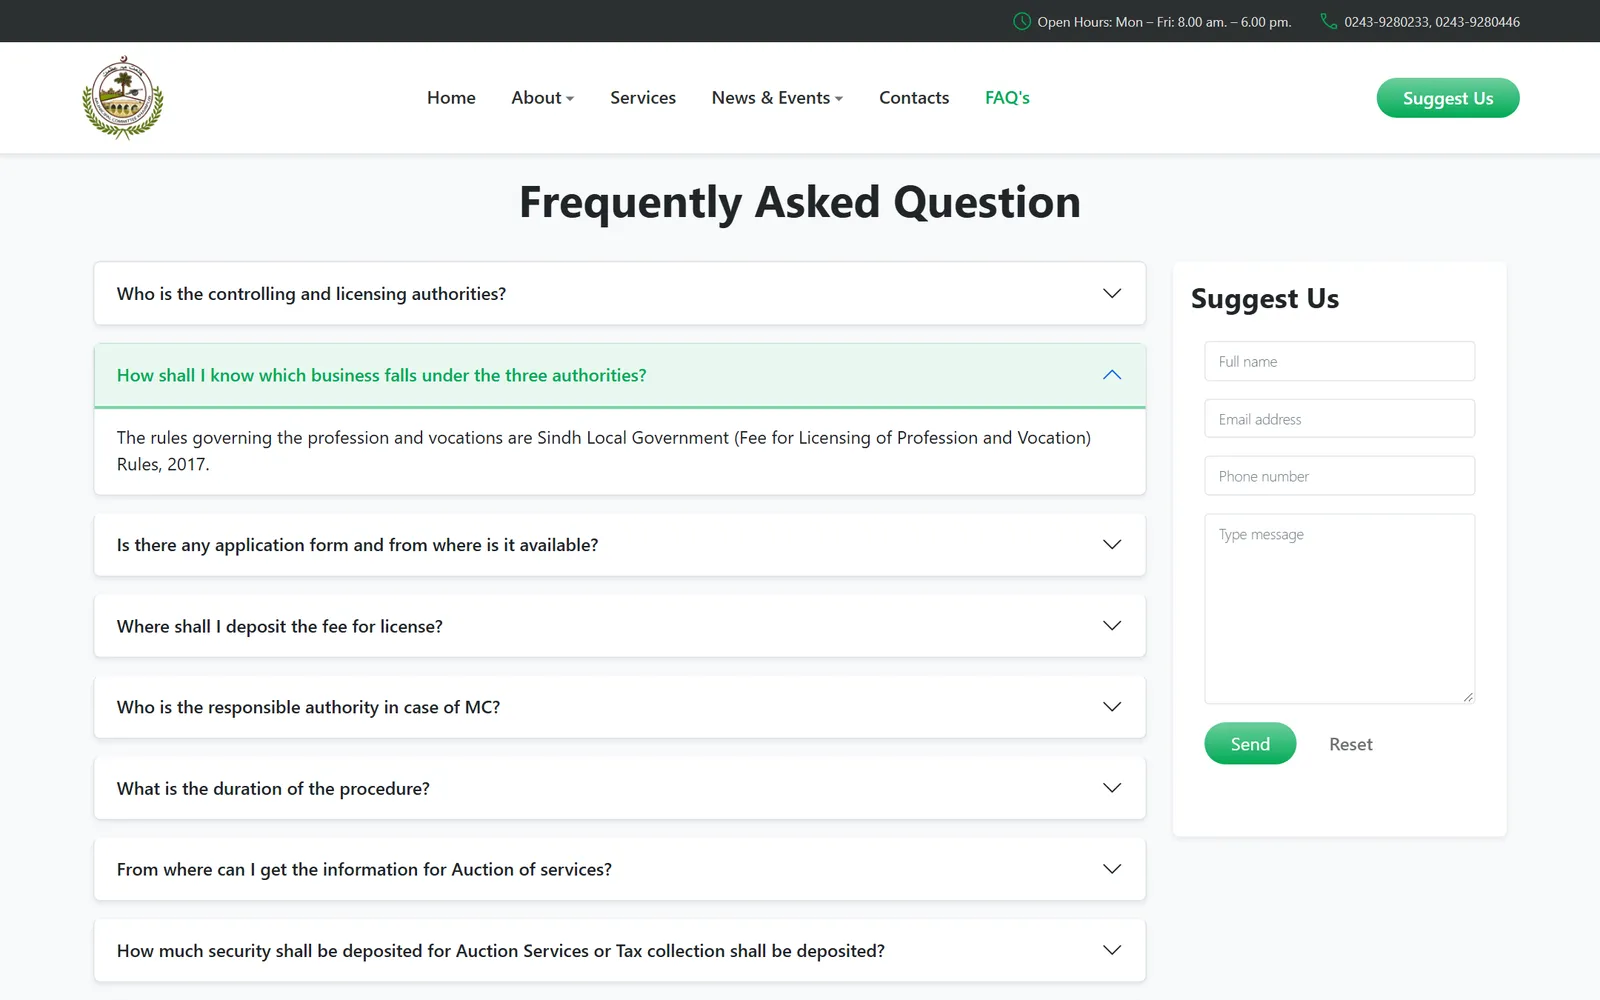 Open Hours: Mon – Fri: 8.00 am. – 6.00 pm.
0243-9280233, 0243-9280446
Home
About
Services
News & Events
Contacts
FAQ's
Suggest Us
Frequently Asked Question
Who is the controlling and licensing authorities?
How shall I know which business falls under the three authorities?
The rules governing the profession and vocations are Sindh Local Government (Fee for Licensing of Profession and Vocation)
Rules, 2017.
Is there any application form and from where is it available?
Where shall I deposit the fee for license?
Who is the responsible authority in case of MC?
What is the duration of the procedure?
From where can I get the information for Auction of services?
How much security shall be deposited for Auction Services or Tax collection shall be deposited?
Suggest Us
Full name
Email address
Phone number
Type message
Send
Reset